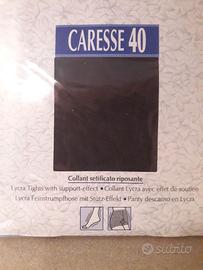 CARESSE 40
Collant setificato riposante
Lycra Tights with support-effect • Collant Lycra avec effet de soutien
Lycra Feinstrumpfhose mit Stütz-Effekt • Panty descanso en Lycra
subito